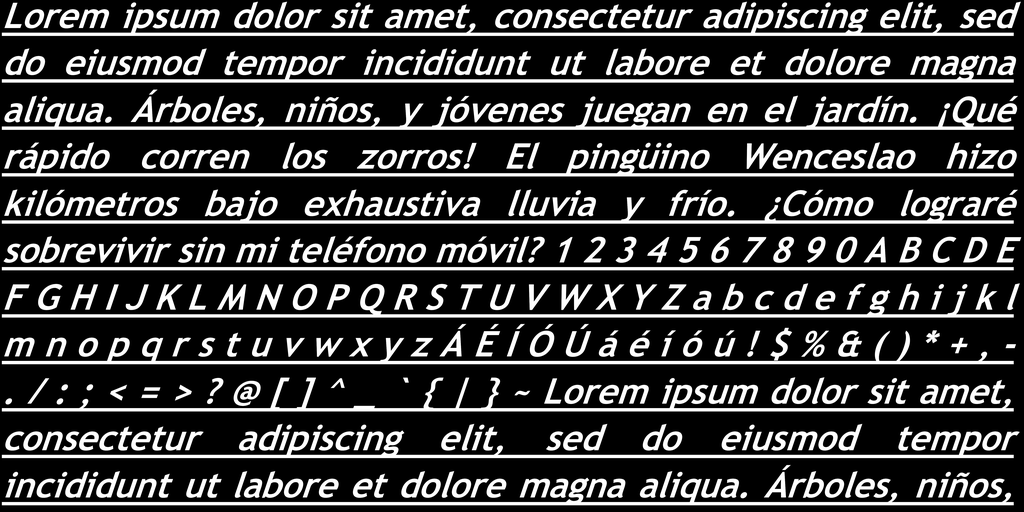 Lorem ipsum dolor sit amet, consectetur adipiscing elit, sed
do eiusmod tempor incididunt ut labore et dolore magna
aliqua. Árboles, niños, y jóvenes juegan en el jardín. ¡Qué
rápido corren los zorros! El pingüino Wenceslao hizo
kilómetros bajo exhaustiva lluvia y frío. ¿Cómo lograré
sobrevivir sin mi teléfono móvil? 1 2 3 4 5 6 7 8 9 0 A B C D E
F G H I J K L M N O P Q R S T U V W X Y Z a b c d e f g h i j k l
m n o p q r s t u v w x y z Á É Í Ó Ú á é í ó ú ! $ % & ( ) * + , -
. / : ; < = > ? @ [ ] ^ _ ` { | } ~ Lorem ipsum dolor sit amet,
consectetur adipiscing elit, sed do eiusmod tempor
incididunt ut labore et dolore magna aliqua. Árboles, niños,